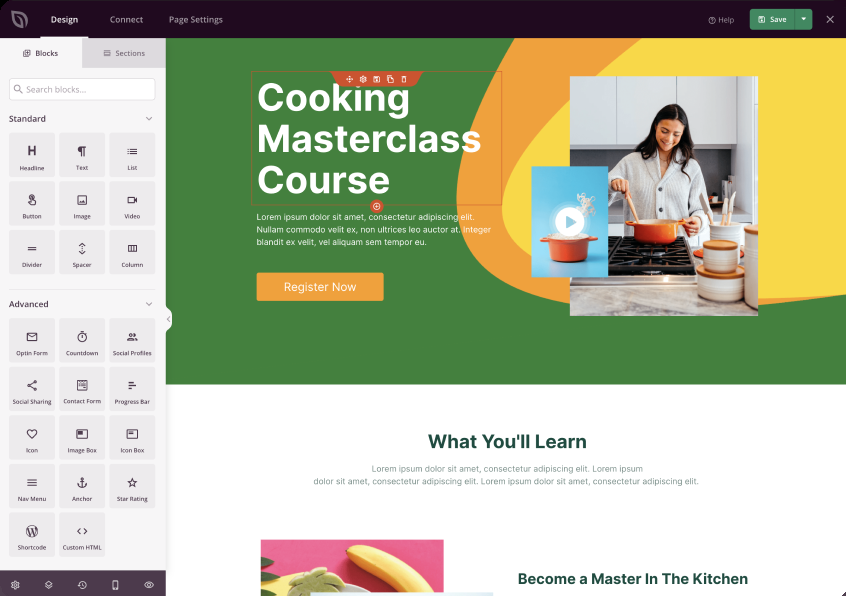 Design
Connect
Page Settings
Help
Save
Blocks
Sections
Search blocks...
Standard
Headline
Text
List
Button
Image
Video
Divider
Spacer
Column
Advanced
Optin Form
Countdown
Social Profiles
Social Sharing
Contact Form
Progress Bar
Icon
Image Box
Icon Box
Nav Menu
Anchor
Star Rating
Shortcode
Custom HTML
Cooking
Masterclass
Course
Lorem ipsum dolor sit amet, consectetur adipiscing elit.
Nullam commodo velit ex, non ultrices leo auctor at. Integer
blandit ex velit, vel aliquam sem tempor eu.
Register Now
What You'll Learn
Lorem ipsum dolor sit amet, consectetur adipiscing elit. Lorem ipsum
dolor sit amet, consectetur adipiscing elit. Lorem ipsum dolor sit amet, consectetur adipiscing elit.
Become a Master In The Kitchen